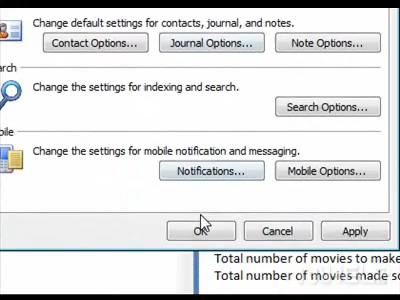 Change default settings for contacts, journal, and notes.
Contact Options... Journal Options... Note Options...
Change the settings for indexing and search.
Search Options...
Change the settings for mobile notification and messaging.
Notifications... Mobile Options...
OK Cancel Apply
Total number of movies to make
Total number of movies made so